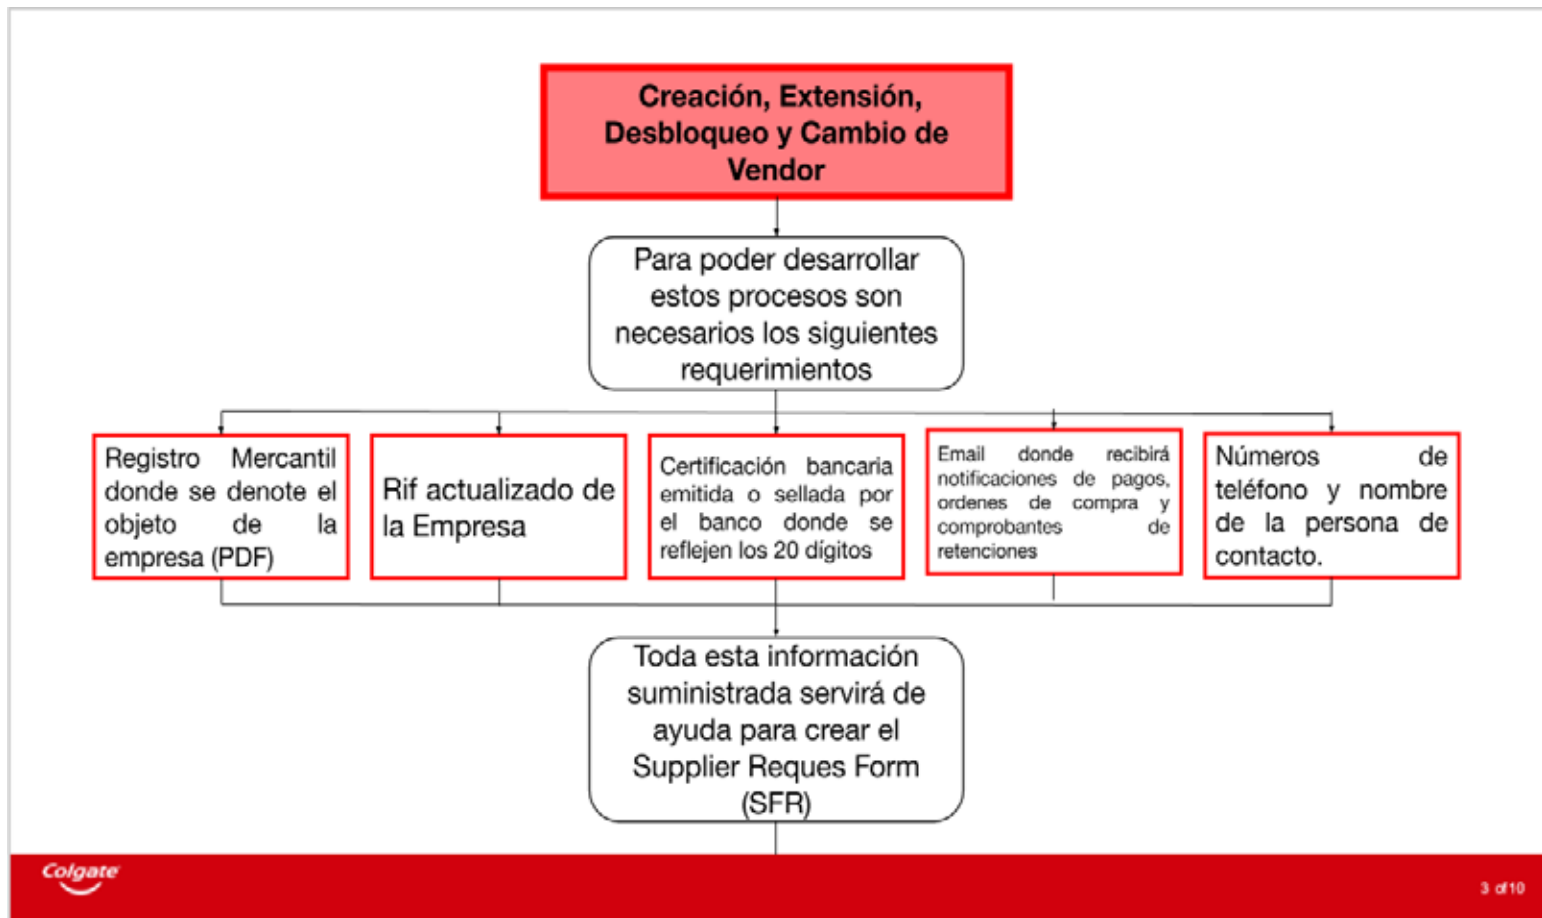 Creación, Extensión,
Desbloqueo y Cambio de
Vendor
Para poder desarrollar
estos procesos son
necesarios los siguientes
requerimientos
Registro Mercantil
donde se denote el
objeto de la
empresa (PDF)
Rif actualizado de
la Empresa
Certificación bancaria
emitida o sellada por
el banco donde se
reflejen los 20 dígitos
Email donde recibirá
notificaciones de pagos,
ordenes de compra y
comprobantes de
retenciones
Números de
teléfono y nombre
de la persona de
contacto.
Toda esta información
suministrada servirá de
ayuda para crear el
Supplier Reques Form
(SFR)
Colgate
3 of 10